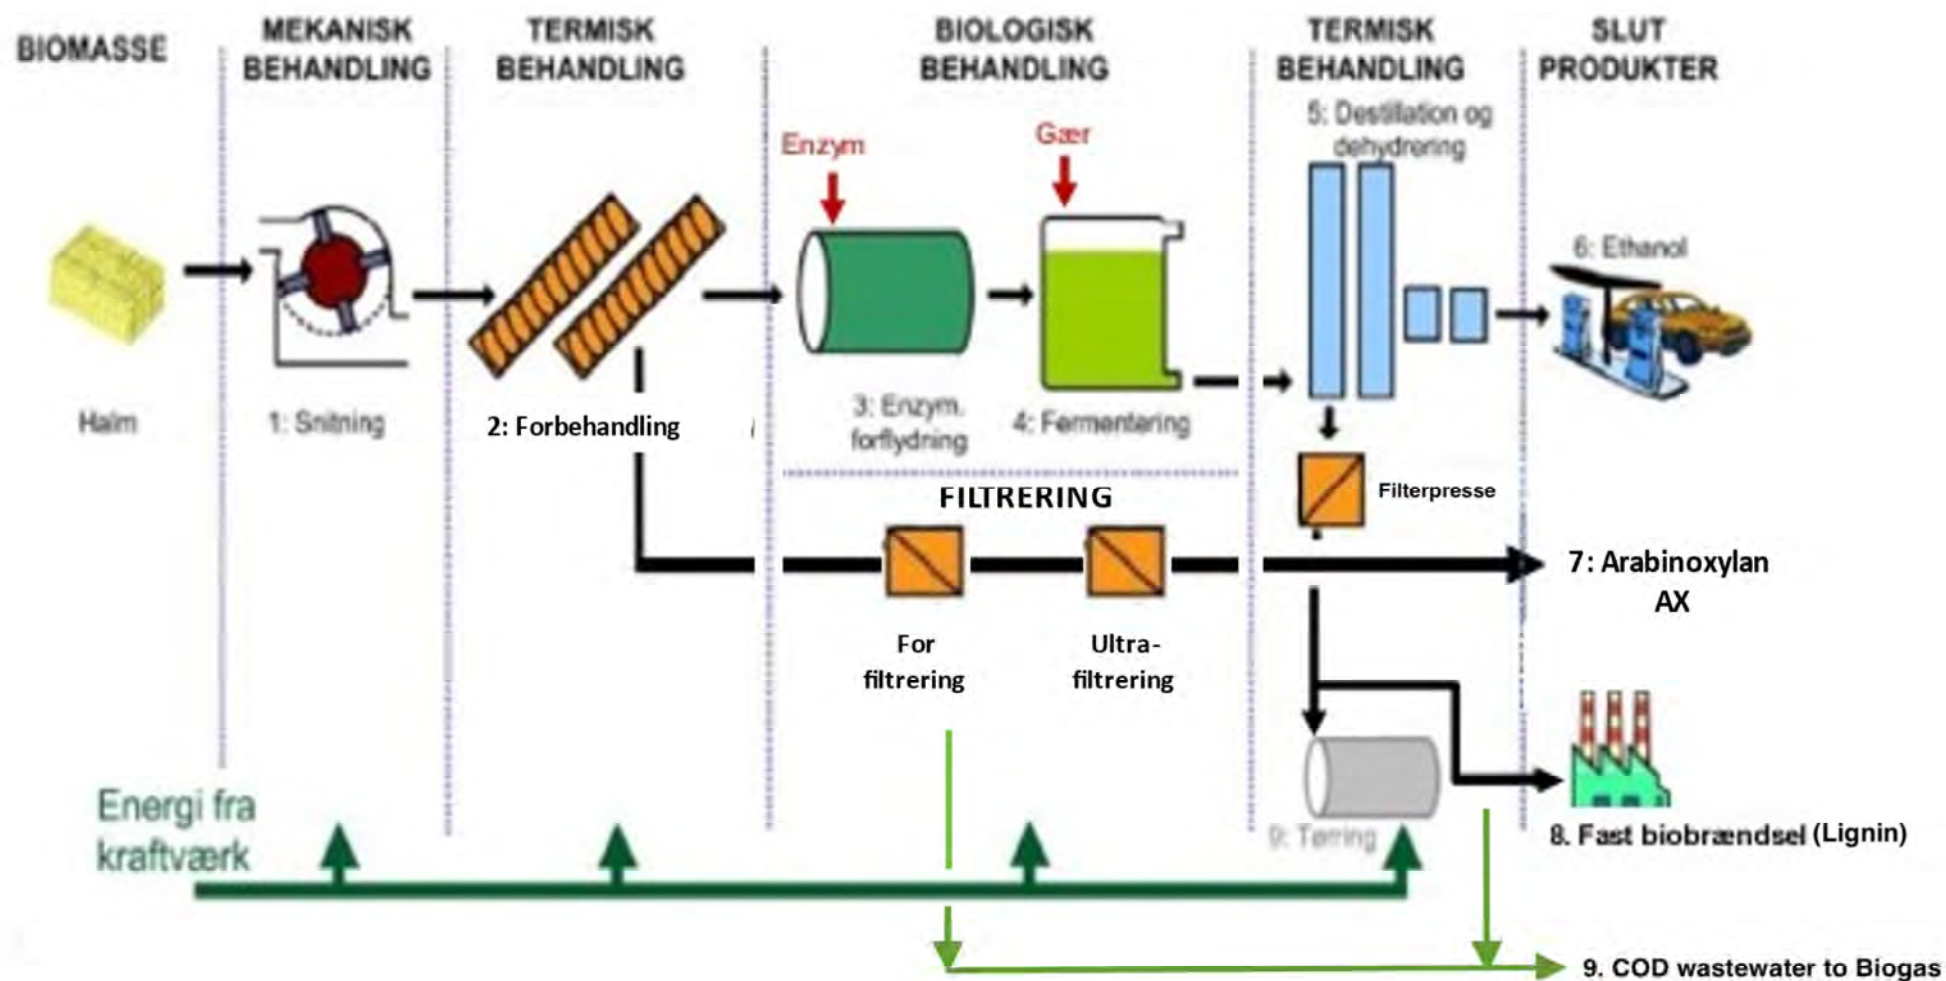 BIOMASSE
MEKANISK
BEHANDLING
TERMISK
BEHANDLING
BIOLOGISK
BEHANDLING
TERMISK
BEHANDLING
SLUT
PRODUKTER
5: Destillation og
dehydrering
Enzym
Gær
6: Ethanol
Halm
1: Snitning
2: Forbehandling
3: Enzym.
forflydning
4: Fermentering
FILTRERING
Filterpresse
7: Arabinoxylan
AX
For
filtrering
Ultra-
filtrering
Energi fra
kraftværk
9: Tørring
8. Fast biobrændsel (Lignin)
9. COD wastewater to Biogas